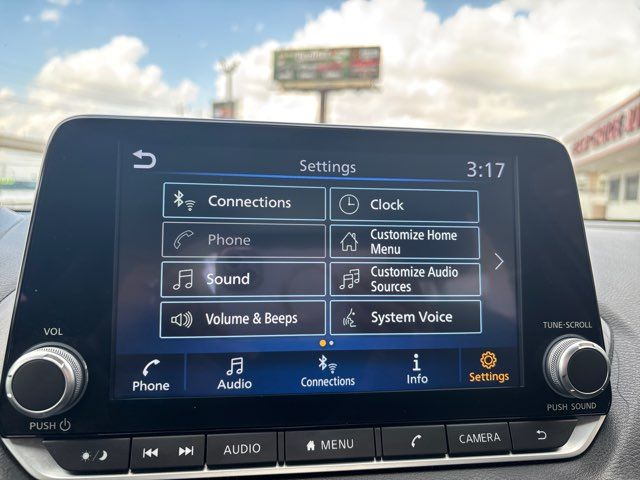 Settings
3:17
Connections
Clock
Phone
Customize Home
Menu
Sound
Customize Audio
Sources
Volume & Beeps
System Voice
Phone
Audio
Connections
Info
Settings
VOL
PUSH
TUNE·SCROLL
PUSH SOUND
AUDIO
MENU
CAMERA